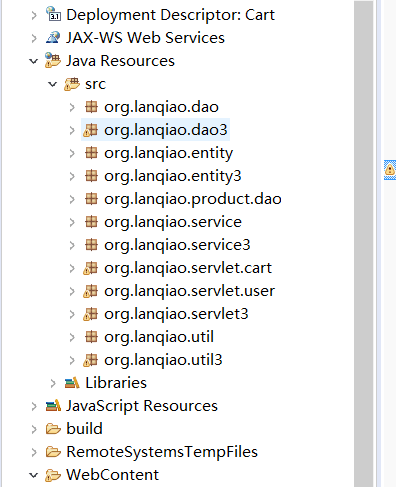 Deployment Descriptor: Cart
JAX-WS Web Services
Java Resources
src
org.lanqiao.dao
org.lanqiao.dao3
org.lanqiao.entity
org.lanqiao.entity3
org.lanqiao.product.dao
org.lanqiao.service
org.lanqiao.service3
org.lanqiao.servlet.cart
org.lanqiao.servlet.user
org.lanqiao.servlet3
org.lanqiao.util
org.lanqiao.util3
Libraries
JavaScript Resources
build
RemoteSystemsTempFiles
WebContent